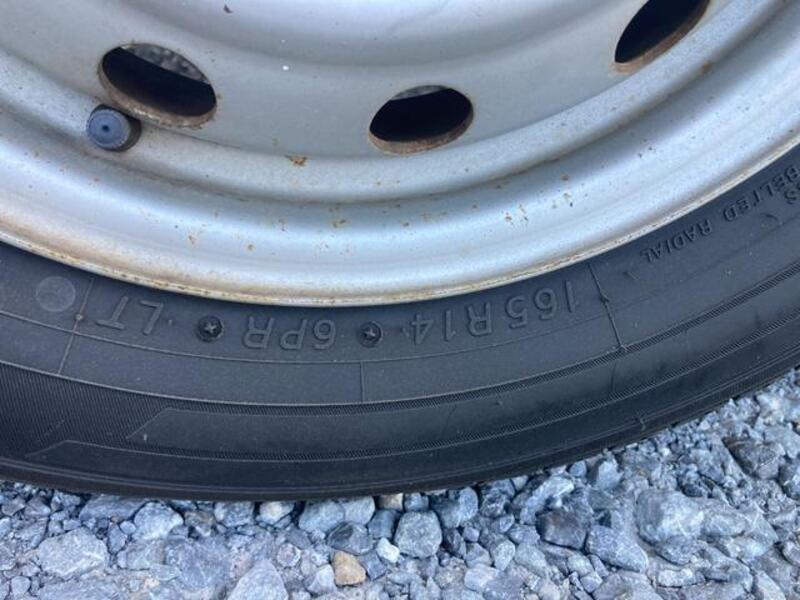 165R14 6PR LT
S
BELTED RADIAL